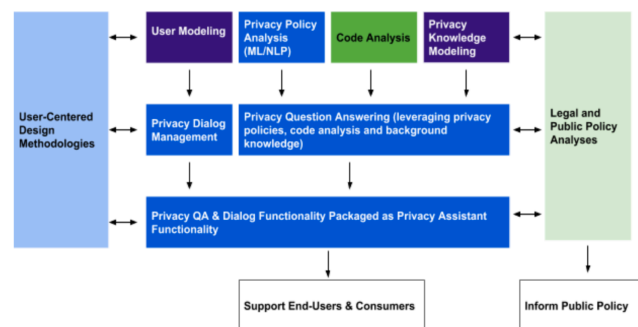 User Modeling
Privacy Policy
Analysis
(ML/NLP)
Code Analysis
Privacy
Knowledge
Modeling
User-Centered
Design
Methodologies
Privacy Dialog
Management
Privacy Question Answering (leveraging privacy
policies, code analysis and background
knowledge)
Legal and
Public Policy
Analyses
Privacy QA & Dialog Functionality Packaged as Privacy Assistant
Functionality
Support End-Users & Consumers
Inform Public Policy